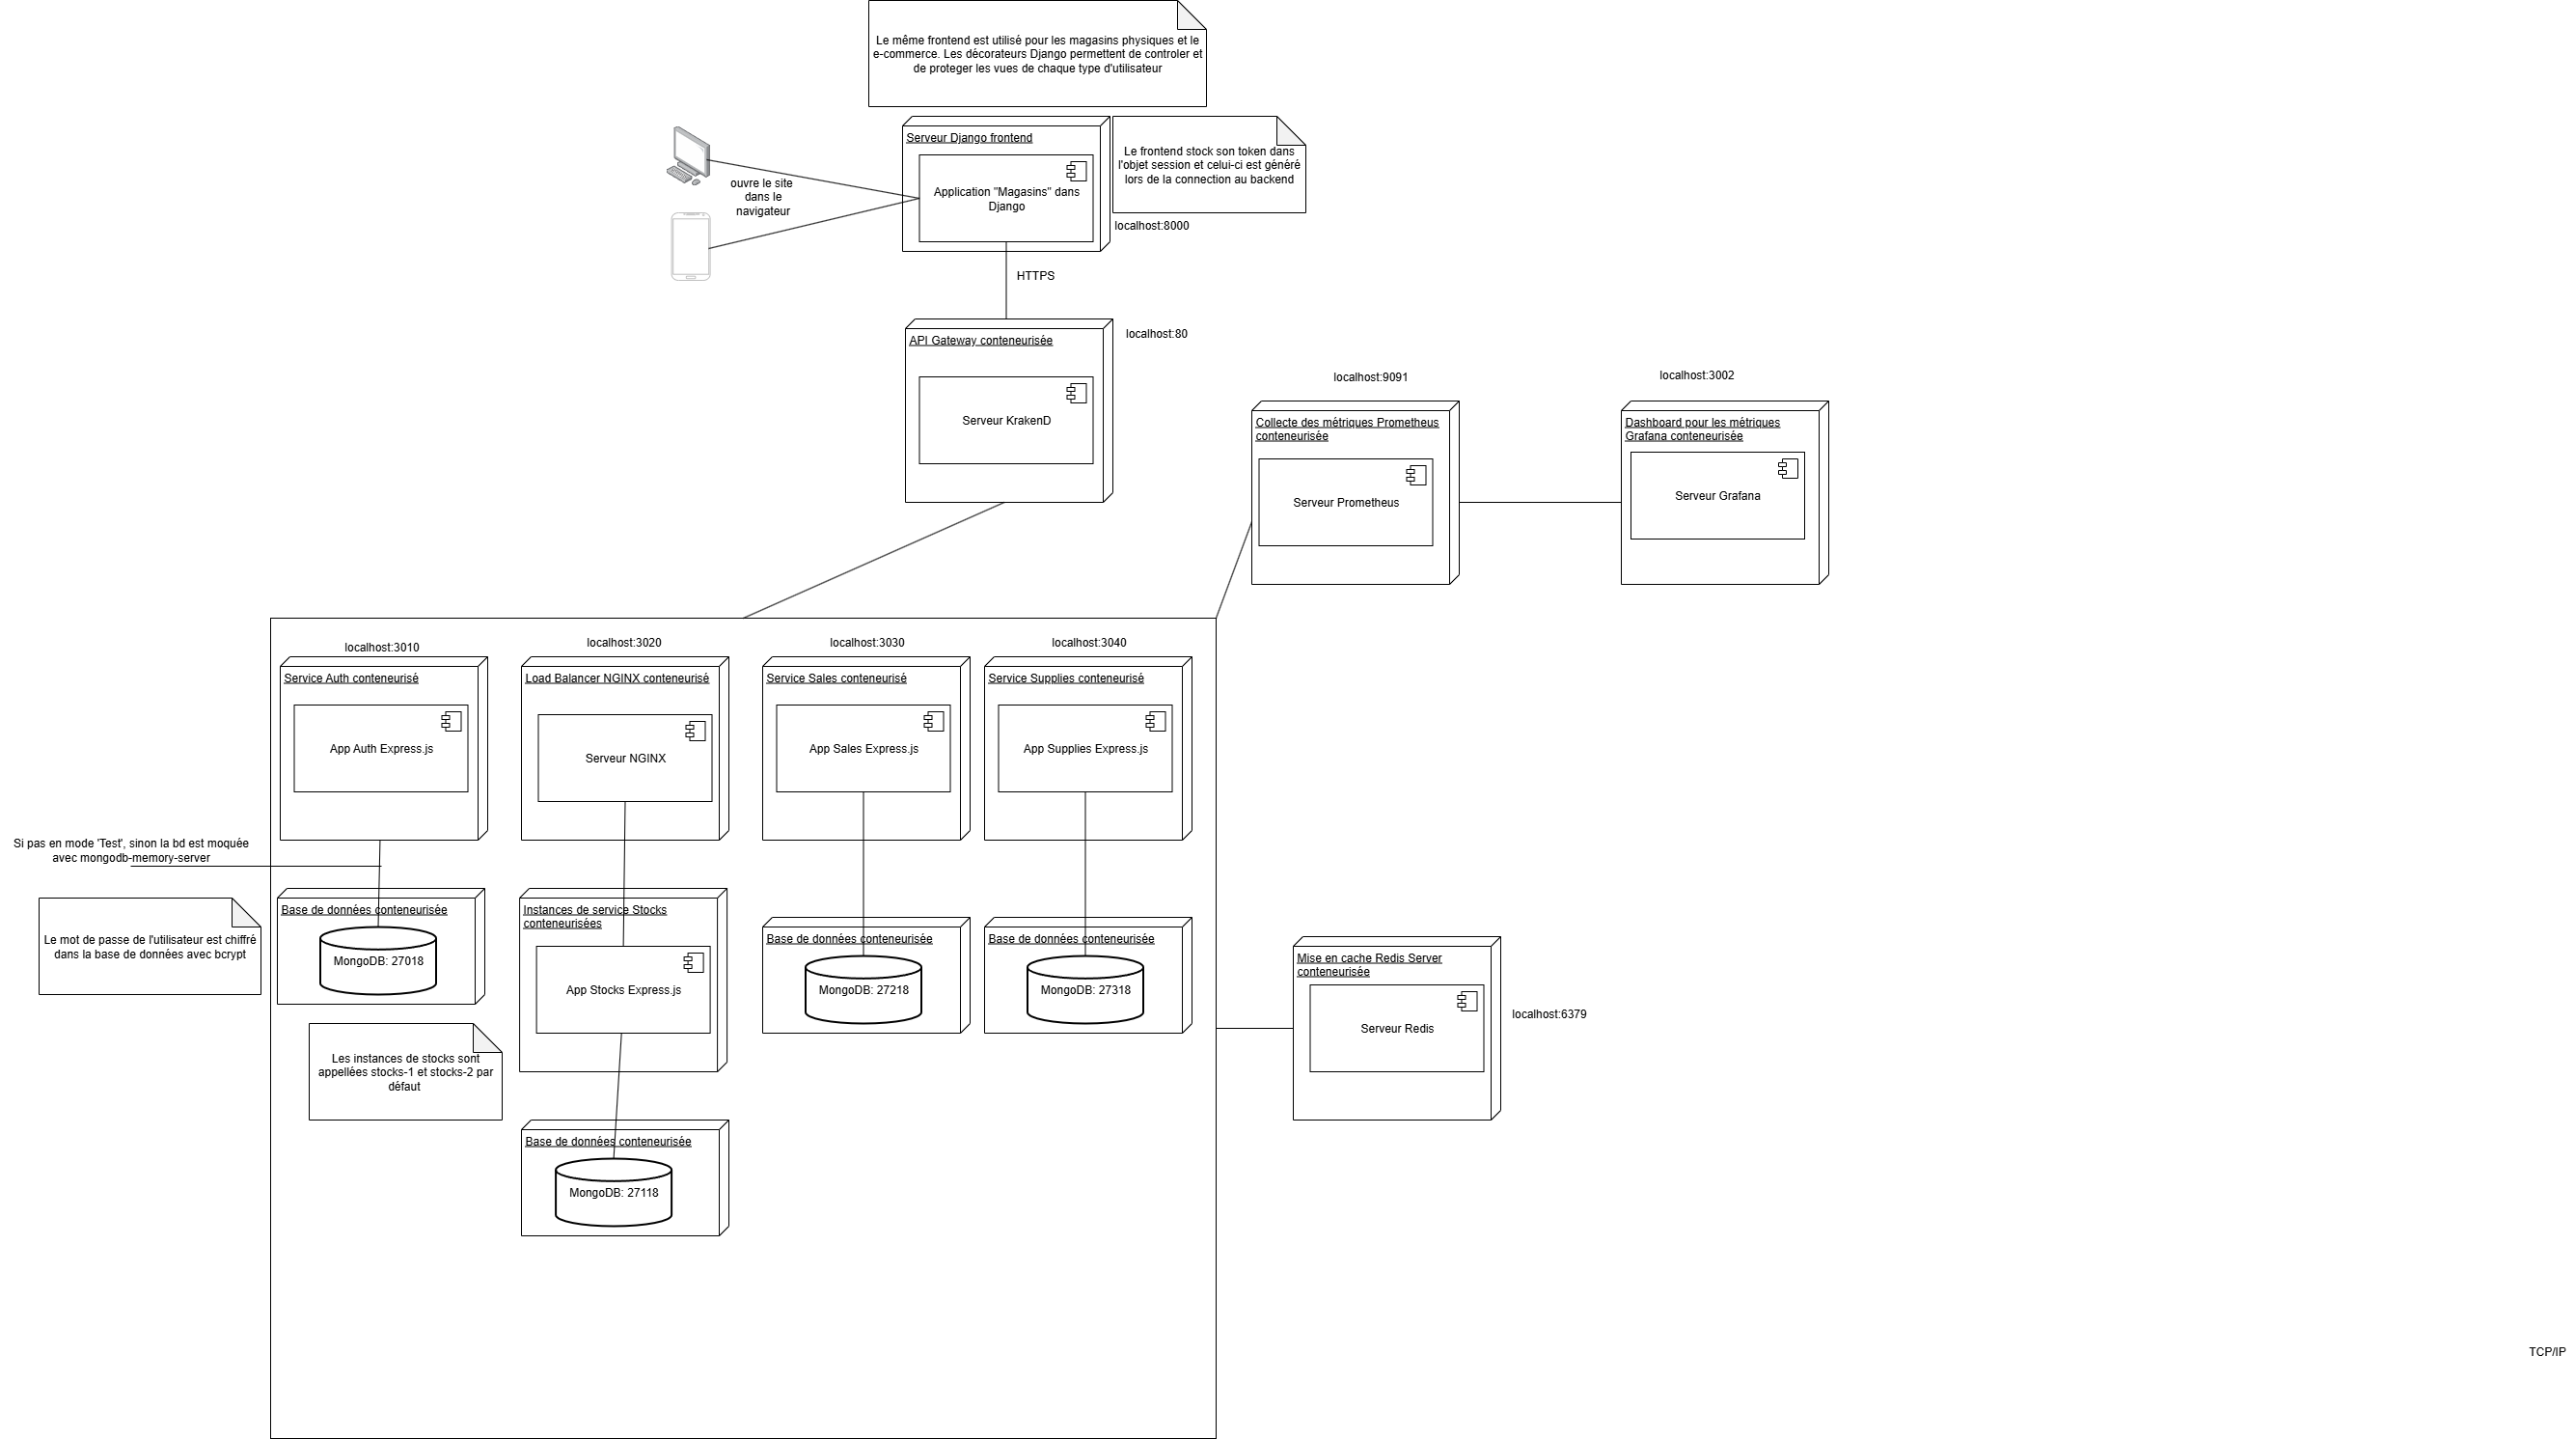 Le même frontend est utilisé pour les magasins physiques et le
e-commerce. Les décorateurs Django permettent de controler et
de proteger les vues de chaque type d'utilisateur
Serveur Django frontend
Application "Magasins" dans
Django
Le frontend stock son token dans
l'objet session et celui-ci est généré
lors de la connection au backend
localhost:8000
ouvre le site
dans le
navigateur
HTTPS
localhost:80
API Gateway conteneurisée
Serveur KrakenD
localhost:9091
Collecte des métriques Prometheus
conteneurisée
Serveur Prometheus
localhost:3002
Dashboard pour les métriques
Grafana conteneurisée
Serveur Grafana
localhost:3010
Service Auth conteneurisé
App Auth Express.js
localhost:3020
Load Balancer NGINX conteneurisé
Serveur NGINX
localhost:3030
Service Sales conteneurisé
App Sales Express.js
localhost:3040
Service Supplies conteneurisé
App Supplies Express.js
Si pas en mode 'Test', sinon la bd est moquée
avec mongodb-memory-server
Le mot de passe de l'utilisateur est chiffré
dans la base de données avec bcrypt
Base de données conteneurisée
MongoDB: 27018
Instances de service Stocks
conteneurisées
App Stocks Express.js
Base de données conteneurisée
MongoDB: 27218
Base de données conteneurisée
MongoDB: 27318
Mise en cache Redis Server
conteneurisée
Serveur Redis
localhost:6379
Les instances de stocks sont
appellées stocks-1 et stocks-2 par
défaut
Base de données conteneurisée
MongoDB: 27118
TCP/IP